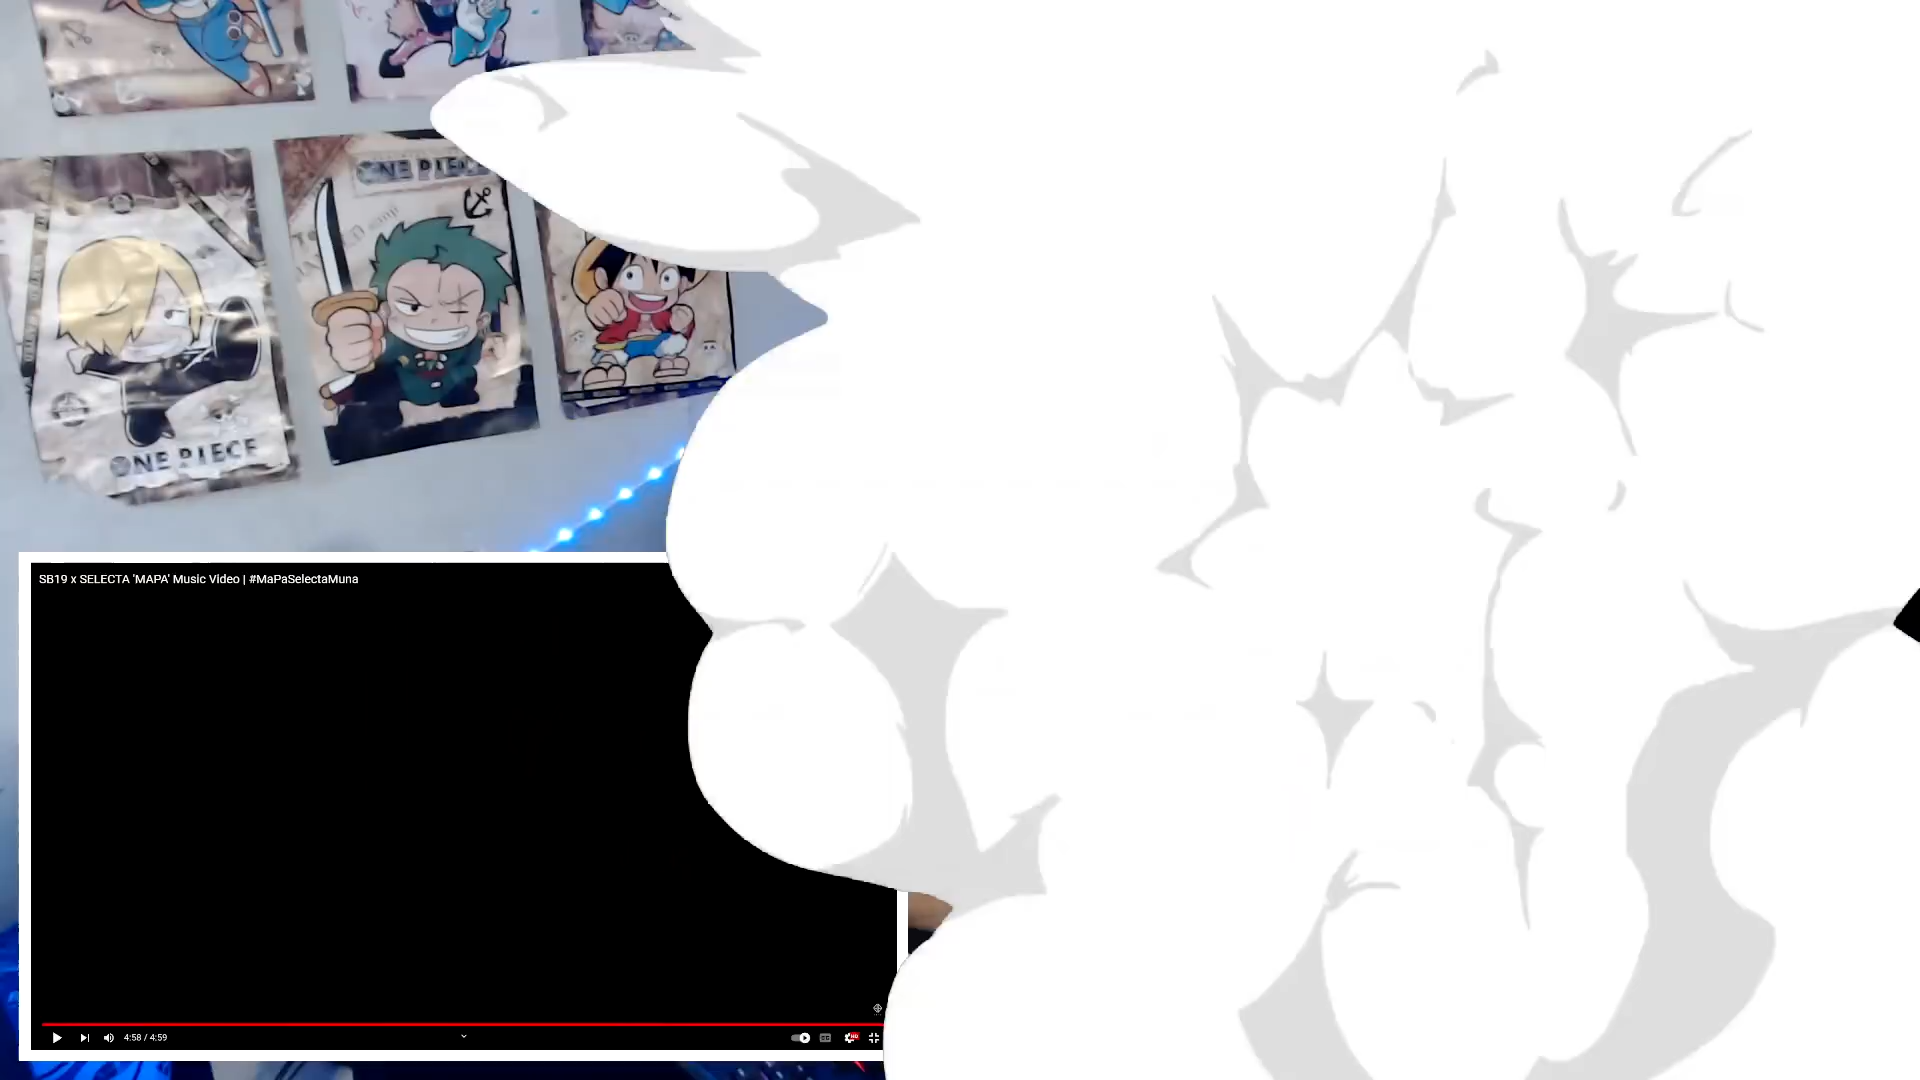 ONE PIECE
ONE PIECE
SB19 x SELECTA 'MAPA' Music Video | #MaPaSelectaMuna
4:58 / 4:59